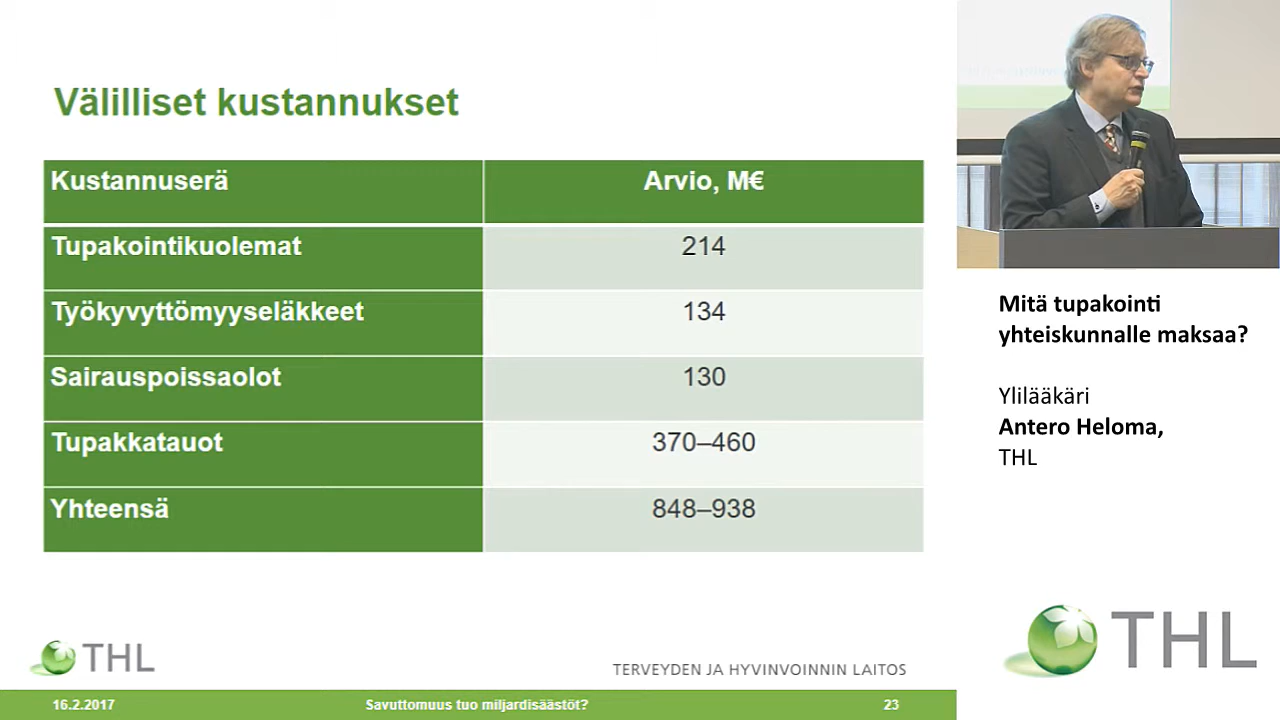 Välilliset kustannukset
Kustannuserä Arvio, M€
Tupakointikuolemat 214
Työkyvyttömyyseläkkeet 134
Sairauspoissaolot 130
Tupakkatauot 370–460
Yhteensä 848–938
THL
TERVEYDEN JA HYVINVOINNIN LAITOS
16.2.2017 Savuttomuus tuo miljardisäästöt? 23
Mitä tupakointi
yhteiskunnalle maksaa?
Ylilääkäri
Antero Heloma,
THL
THL